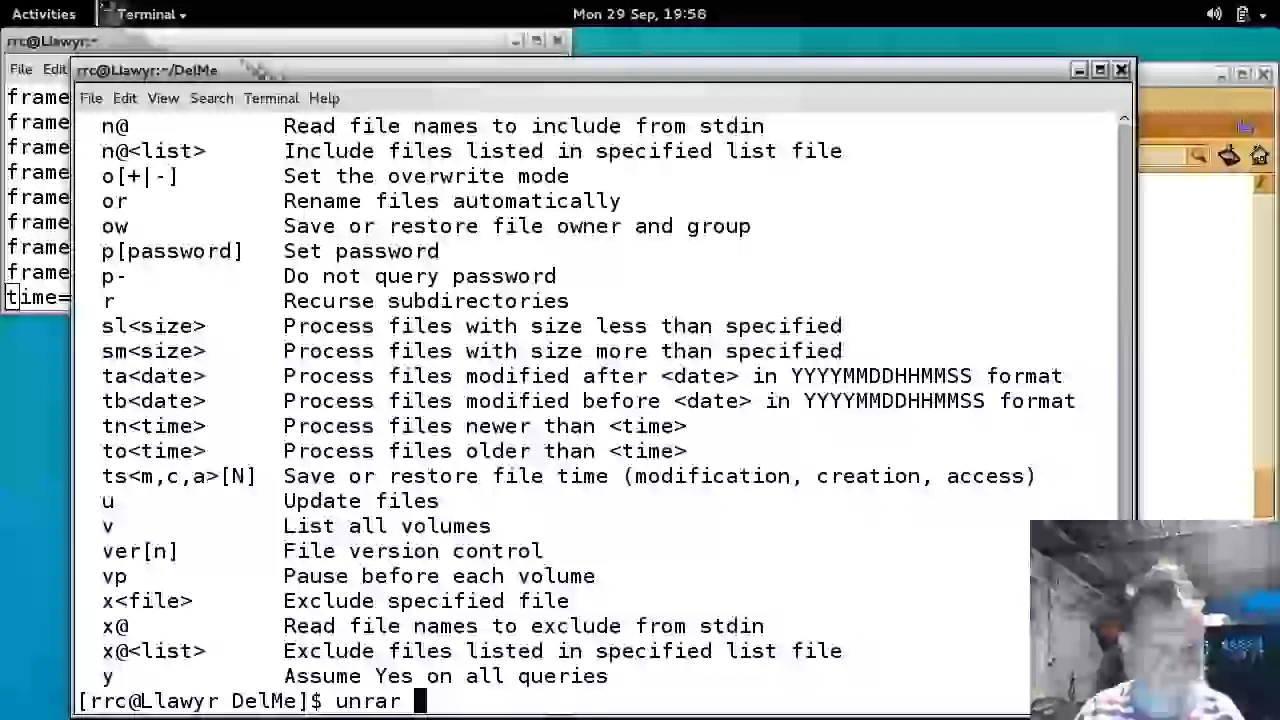 Activities
Terminal
Mon 29 Sep, 19:58
rrc@Llawyr:~
File Edit
frame
frame
frame
frame
frame
frame
frame
frame
time=
rrc@Llawyr:~/DelMe
File Edit View Search Terminal Help
n@ Read file names to include from stdin
n@<list> Include files listed in specified list file
o[+|-] Set the overwrite mode
or Rename files automatically
ow Save or restore file owner and group
p[password] Set password
p- Do not query password
r Recurse subdirectories
sl<size> Process files with size less than specified
sm<size> Process files with size more than specified
ta<date> Process files modified after <date> in YYYYMMDDHHMMSS format
tb<date> Process files modified before <date> in YYYYMMDDHHMMSS format
tn<time> Process files newer than <time>
to<time> Process files older than <time>
ts<m,c,a>[N] Save or restore file time (modification, creation, access)
u Update files
v List all volumes
ver[n] File version control
vp Pause before each volume
x<file> Exclude specified file
x@ Read file names to exclude from stdin
x@<list> Exclude files listed in specified list file
y Assume Yes on all queries
[rrc@Llawyr DelMe]$ unrar